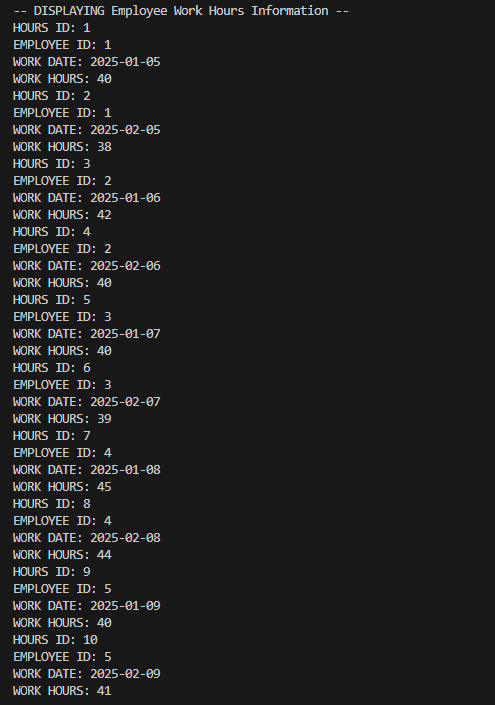 -- DISPLAYING Employee Work Hours Information --
HOURS ID: 1
EMPLOYEE ID: 1
WORK DATE: 2025-01-05
WORK HOURS: 40
HOURS ID: 2
EMPLOYEE ID: 1
WORK DATE: 2025-02-05
WORK HOURS: 38
HOURS ID: 3
EMPLOYEE ID: 2
WORK DATE: 2025-01-06
WORK HOURS: 42
HOURS ID: 4
EMPLOYEE ID: 2
WORK DATE: 2025-02-06
WORK HOURS: 40
HOURS ID: 5
EMPLOYEE ID: 3
WORK DATE: 2025-01-07
WORK HOURS: 40
HOURS ID: 6
EMPLOYEE ID: 3
WORK DATE: 2025-02-07
WORK HOURS: 39
HOURS ID: 7
EMPLOYEE ID: 4
WORK DATE: 2025-01-08
WORK HOURS: 45
HOURS ID: 8
EMPLOYEE ID: 4
WORK DATE: 2025-02-08
WORK HOURS: 44
HOURS ID: 9
EMPLOYEE ID: 5
WORK DATE: 2025-01-09
WORK HOURS: 40
HOURS ID: 10
EMPLOYEE ID: 5
WORK DATE: 2025-02-09
WORK HOURS: 41